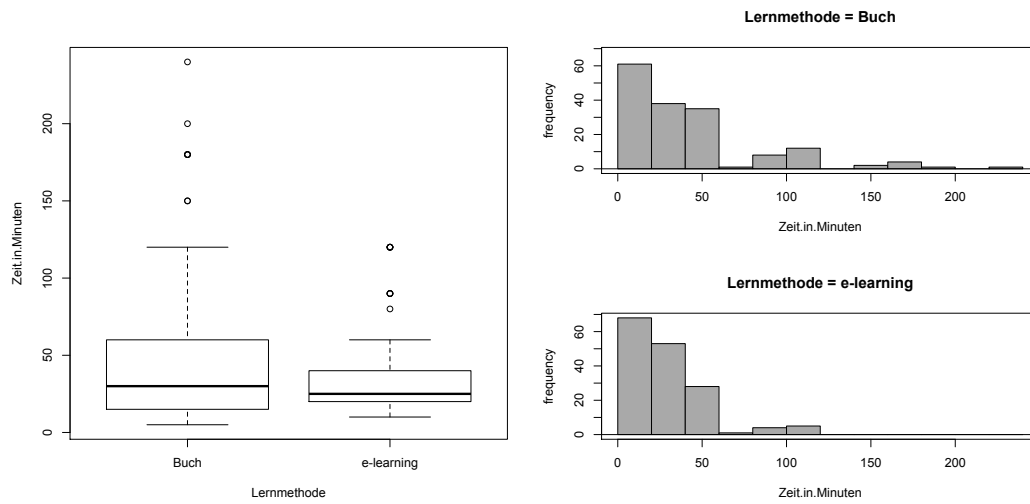 Zeit.in.Minuten
0
50
100
150
200
Buch
e-learning
Lernmethode
Lernmethode = Buch
frequency
0
20
40
60
0
50
100
150
200
Zeit.in.Minuten
Lernmethode = e-learning
frequency
0
20
40
60
0
50
100
150
200
Zeit.in.Minuten